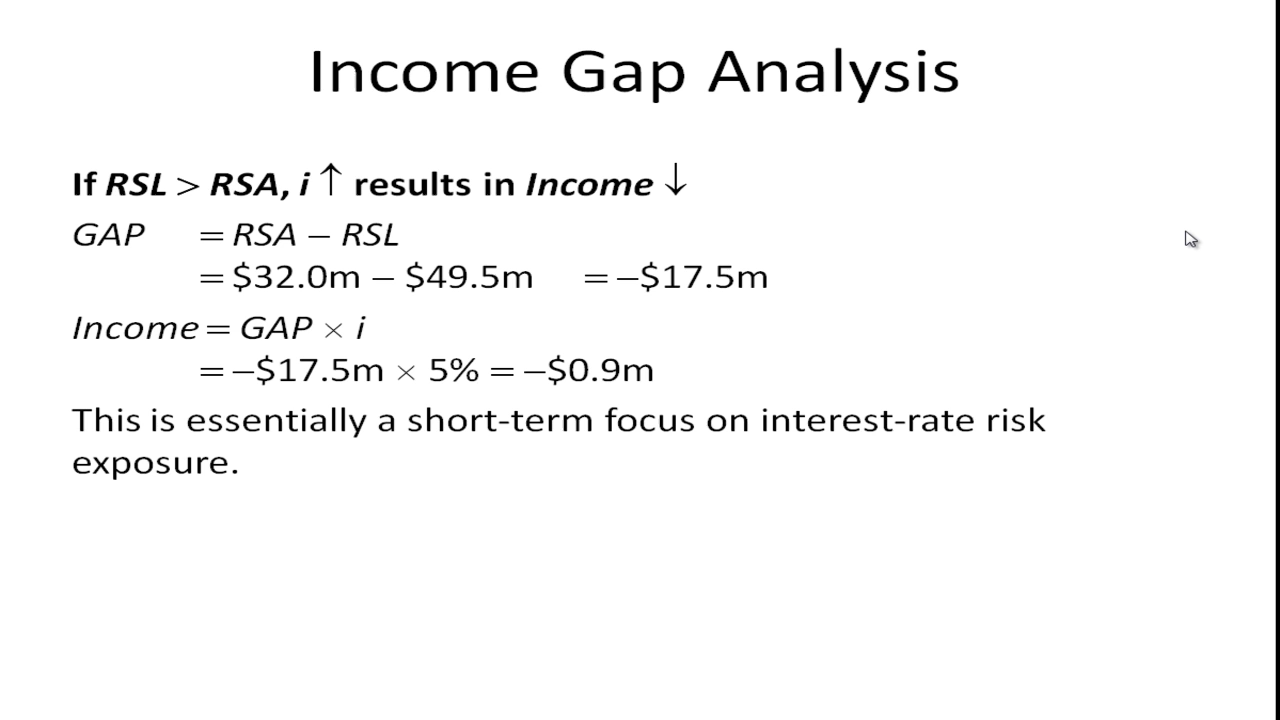 Income Gap Analysis
If RSL > RSA, i ↑ results in Income ↓
GAP = RSA – RSL
= $32.0m – $49.5m = –$17.5m
Income = GAP × i
= –$17.5m × 5% = –$0.9m
This is essentially a short-term focus on interest-rate risk
exposure.